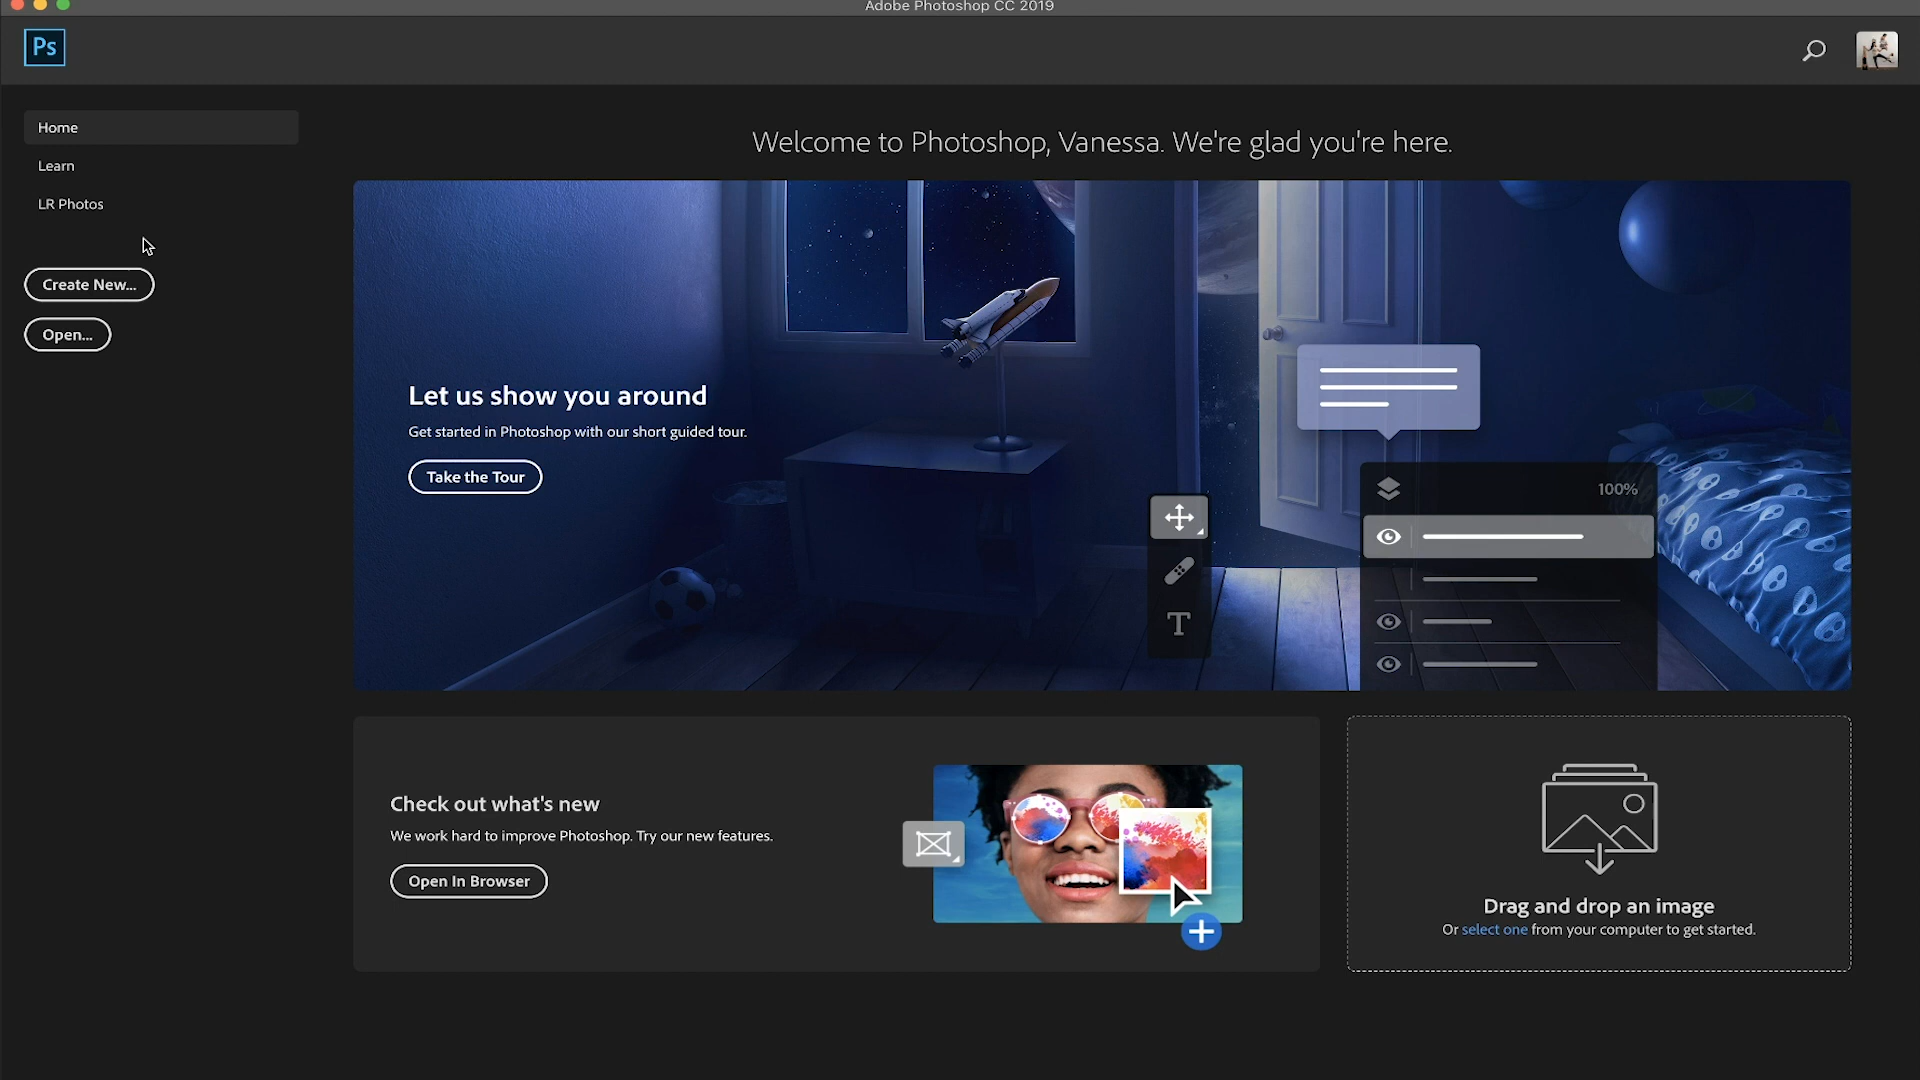 Adobe Photoshop CC 2019
Ps
Home
Learn
LR Photos
Create New...
Open...
Welcome to Photoshop, Vanessa. We're glad you're here.
Let us show you around
Get started in Photoshop with our short guided tour.
Take the Tour
100%
T
Check out what's new
We work hard to improve Photoshop. Try our new features.
Open In Browser
Drag and drop an image
Or select one from your computer to get started.